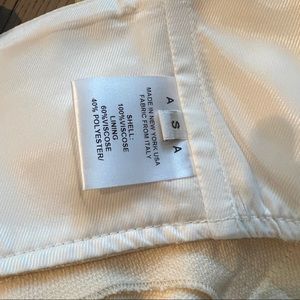 A S A
MADE IN NEW YORK USA
FABRIC FROM ITALY
SHELL:
100%VISCOSE
LINING
60%VISCOSE
40% POLYESTER/